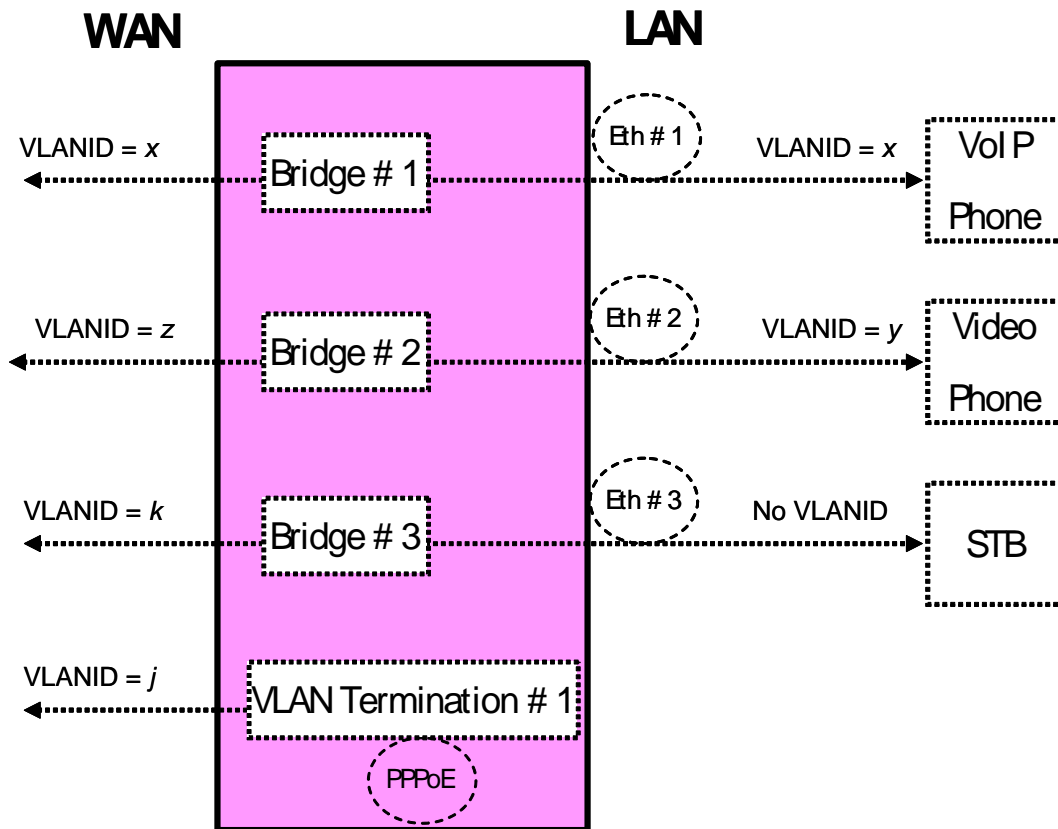 WAN LAN
VLANID = x
Bridge # 1
Eth # 1
VLANID = x
VoIP
Phone
VLANID = z
Bridge # 2
Eth # 2
VLANID = y
Video
Phone
VLANID = k
Bridge # 3
Eth # 3
No VLANID
STB
VLANID = j
VLAN Termination # 1
PPPoE